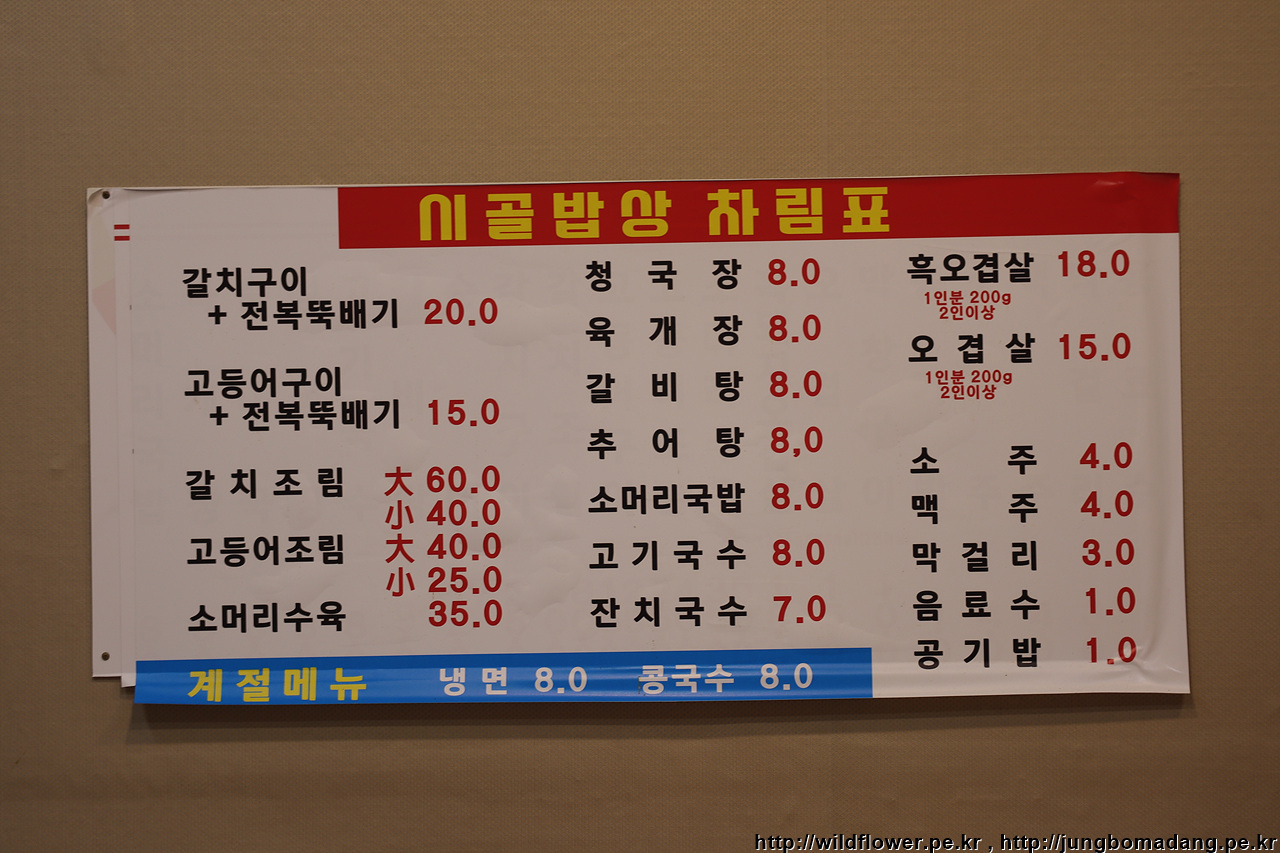 시골밥상 차림표
갈치구이
+ 전복뚝배기 20.0
고등어구이
+ 전복뚝배기 15.0
갈치조림 大 60.0
小 40.0
고등어조림 大 40.0
小 25.0
소머리수육 35.0
청국장 8.0
육개장 8.0
갈비탕 8.0
추어탕 8,0
소머리국밥 8.0
고기국수 8.0
잔치국수 7.0
흑오겹살 18.0
1인분 200g
2인이상
오겹살 15.0
1인분 200g
2인이상
소주 4.0
맥주 4.0
막걸리 3.0
음료수 1.0
공기밥 1.0
계절메뉴 냉면 8.0 콩국수 8.0
http://wildflower.pe.kr , http://jungbomadang.pe.kr